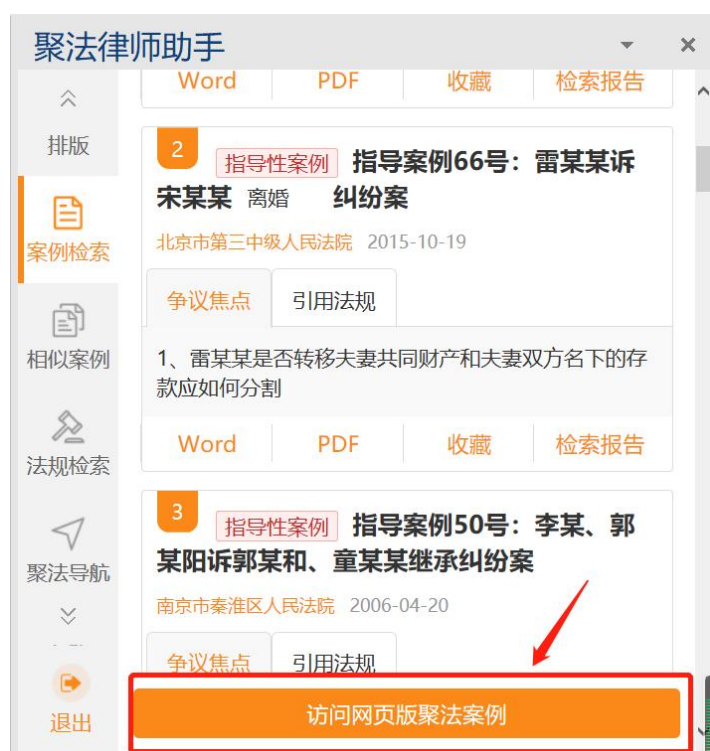 聚法律师助手
排版
案例检索
相似案例
法规检索
聚法导航
退出
Word PDF 收藏 检索报告
2
指导性案例 指导案例66号：雷某某诉
宋某某 离婚 纠纷案
北京市第三中级人民法院 2015-10-19
争议焦点 引用法规
1、雷某某是否转移夫妻共同财产和夫妻双方名下的存
款应如何分割
Word PDF 收藏 检索报告
3
指导性案例 指导案例50号：李某、郭
某阳诉郭某和、童某某继承纠纷案
南京市秦淮区人民法院 2006-04-20
争议焦点 引用法规
访问网页版聚法案例